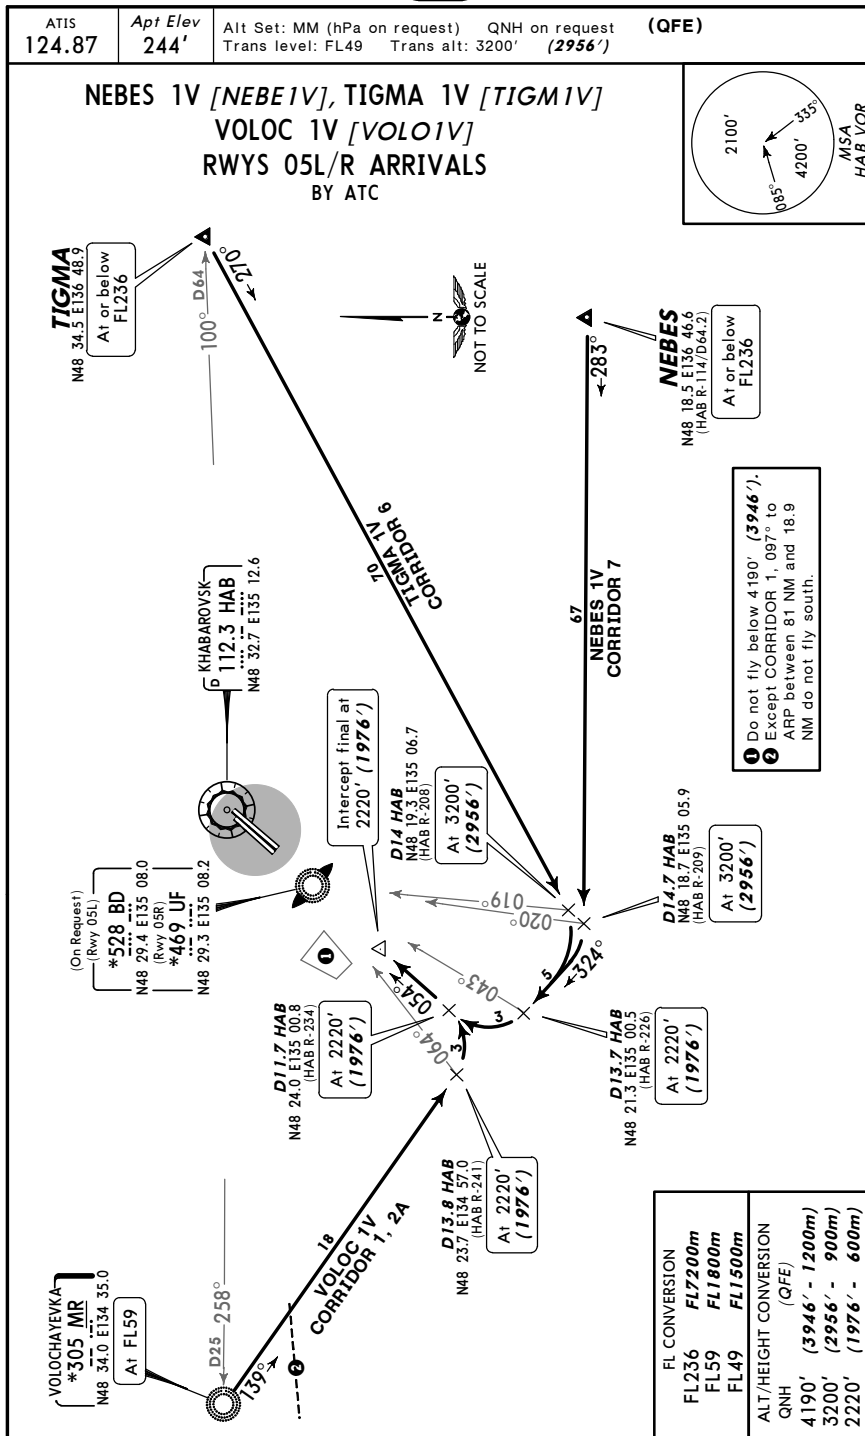 ATIS
124.87
Apt Elev
244'
Alt Set: MM (hPa on request) QNH on request (QFE)
Trans level: FL49 Trans alt: 3200' (2956')
NEBES 1V [NEBE1V], TIGMA 1V [TIGM1V]
VOLOC 1V [VOLO1V]
RWYS 05L/R ARRIVALS
BY ATC
2100'
4200'
335°
085°
MSA
HAB VOR
TIGMA
N48 34.5 E136 48.9
At or below
FL236
D64
100°
270°
N
NOT TO SCALE
NEBES
N48 18.5 E136 46.6
(HAB R-114/D64.2)
At or below
FL236
283°
70
TIGMA 1V
CORRIDOR 6
67
NEBES 1V
CORRIDOR 7
KHABAROVSK
D 112.3 HAB
N48 32.7 E135 12.6
1 Do not fly below 4190' (3946').
2 Except CORRIDOR 1, 097° to
ARP between 81 NM and 18.9
NM do not fly south.
Intercept final at
2220' (1976')
D14 HAB
N48 19.3 E135 06.7
(HAB R-208)
At 3200'
(2956')
D14.7 HAB
N48 18.7 E135 05.9
(HAB R-209)
At 3200'
(2956')
(On Request)
(Rwy 05L)
*528 BD
N48 29.4 E135 08.0
(Rwy 05R)
*469 UF
N48 29.3 E135 08.2
1
019°
020°
324°
5
043°
054°
3
064°
3
D11.7 HAB
N48 24.0 E135 00.8
(HAB R-234)
At 2220'
(1976')
D13.7 HAB
N48 21.3 E135 00.5
(HAB R-226)
At 2220'
(1976')
D13.8 HAB
N48 23.7 E134 57.0
(HAB R-241)
At 2220'
(1976')
18
VOLOC 1V
CORRIDOR 1, 2A
D25
258°
139°
2
VOLOCHAYEVKA
*305 MR
N48 34.0 E134 35.0
At FL59
FL CONVERSION
FL236 FL7200m
FL59 FL1800m
FL49 FL1500m
ALT/HEIGHT CONVERSION
QNH (QFE)
4190' (3946' - 1200m)
3200' (2956' - 900m)
2220' (1976' - 600m)